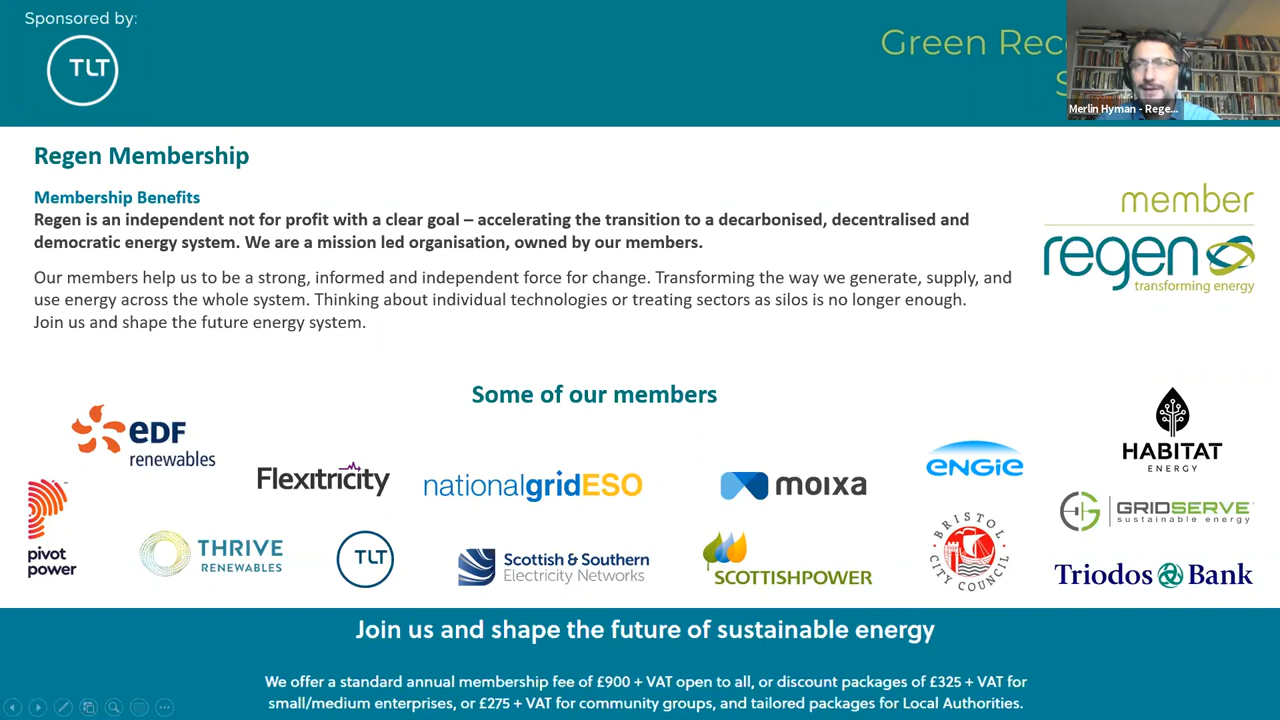 Sponsored by:
TLT
Green Rec
S
Merlin Hyman - Rege...
Regen Membership
Membership Benefits
Regen is an independent not for profit with a clear goal – accelerating the transition to a decarbonised, decentralised and
democratic energy system. We are a mission led organisation, owned by our members.
Our members help us to be a strong, informed and independent force for change. Transforming the way we generate, supply, and
use energy across the whole system. Thinking about individual technologies or treating sectors as silos is no longer enough.
Join us and shape the future energy system.
member
regen
transforming energy
Some of our members
edf
renewables
Flexitricity
nationalgridESO
moixa
ENGIE
HABITAT
ENERGY
pivot
power
THRIVE
RENEWABLES
TLT
Scottish & Southern
Electricity Networks
SCOTTISHPOWER
BRISTOL
CITY COUNCIL
GRIDSERVE
sustainable energy
Triodos Bank
Join us and shape the future of sustainable energy
We offer a standard annual membership fee of £900 + VAT open to all, or discount packages of £325 + VAT for
small/medium enterprises, or £275 + VAT for community groups, and tailored packages for Local Authorities.